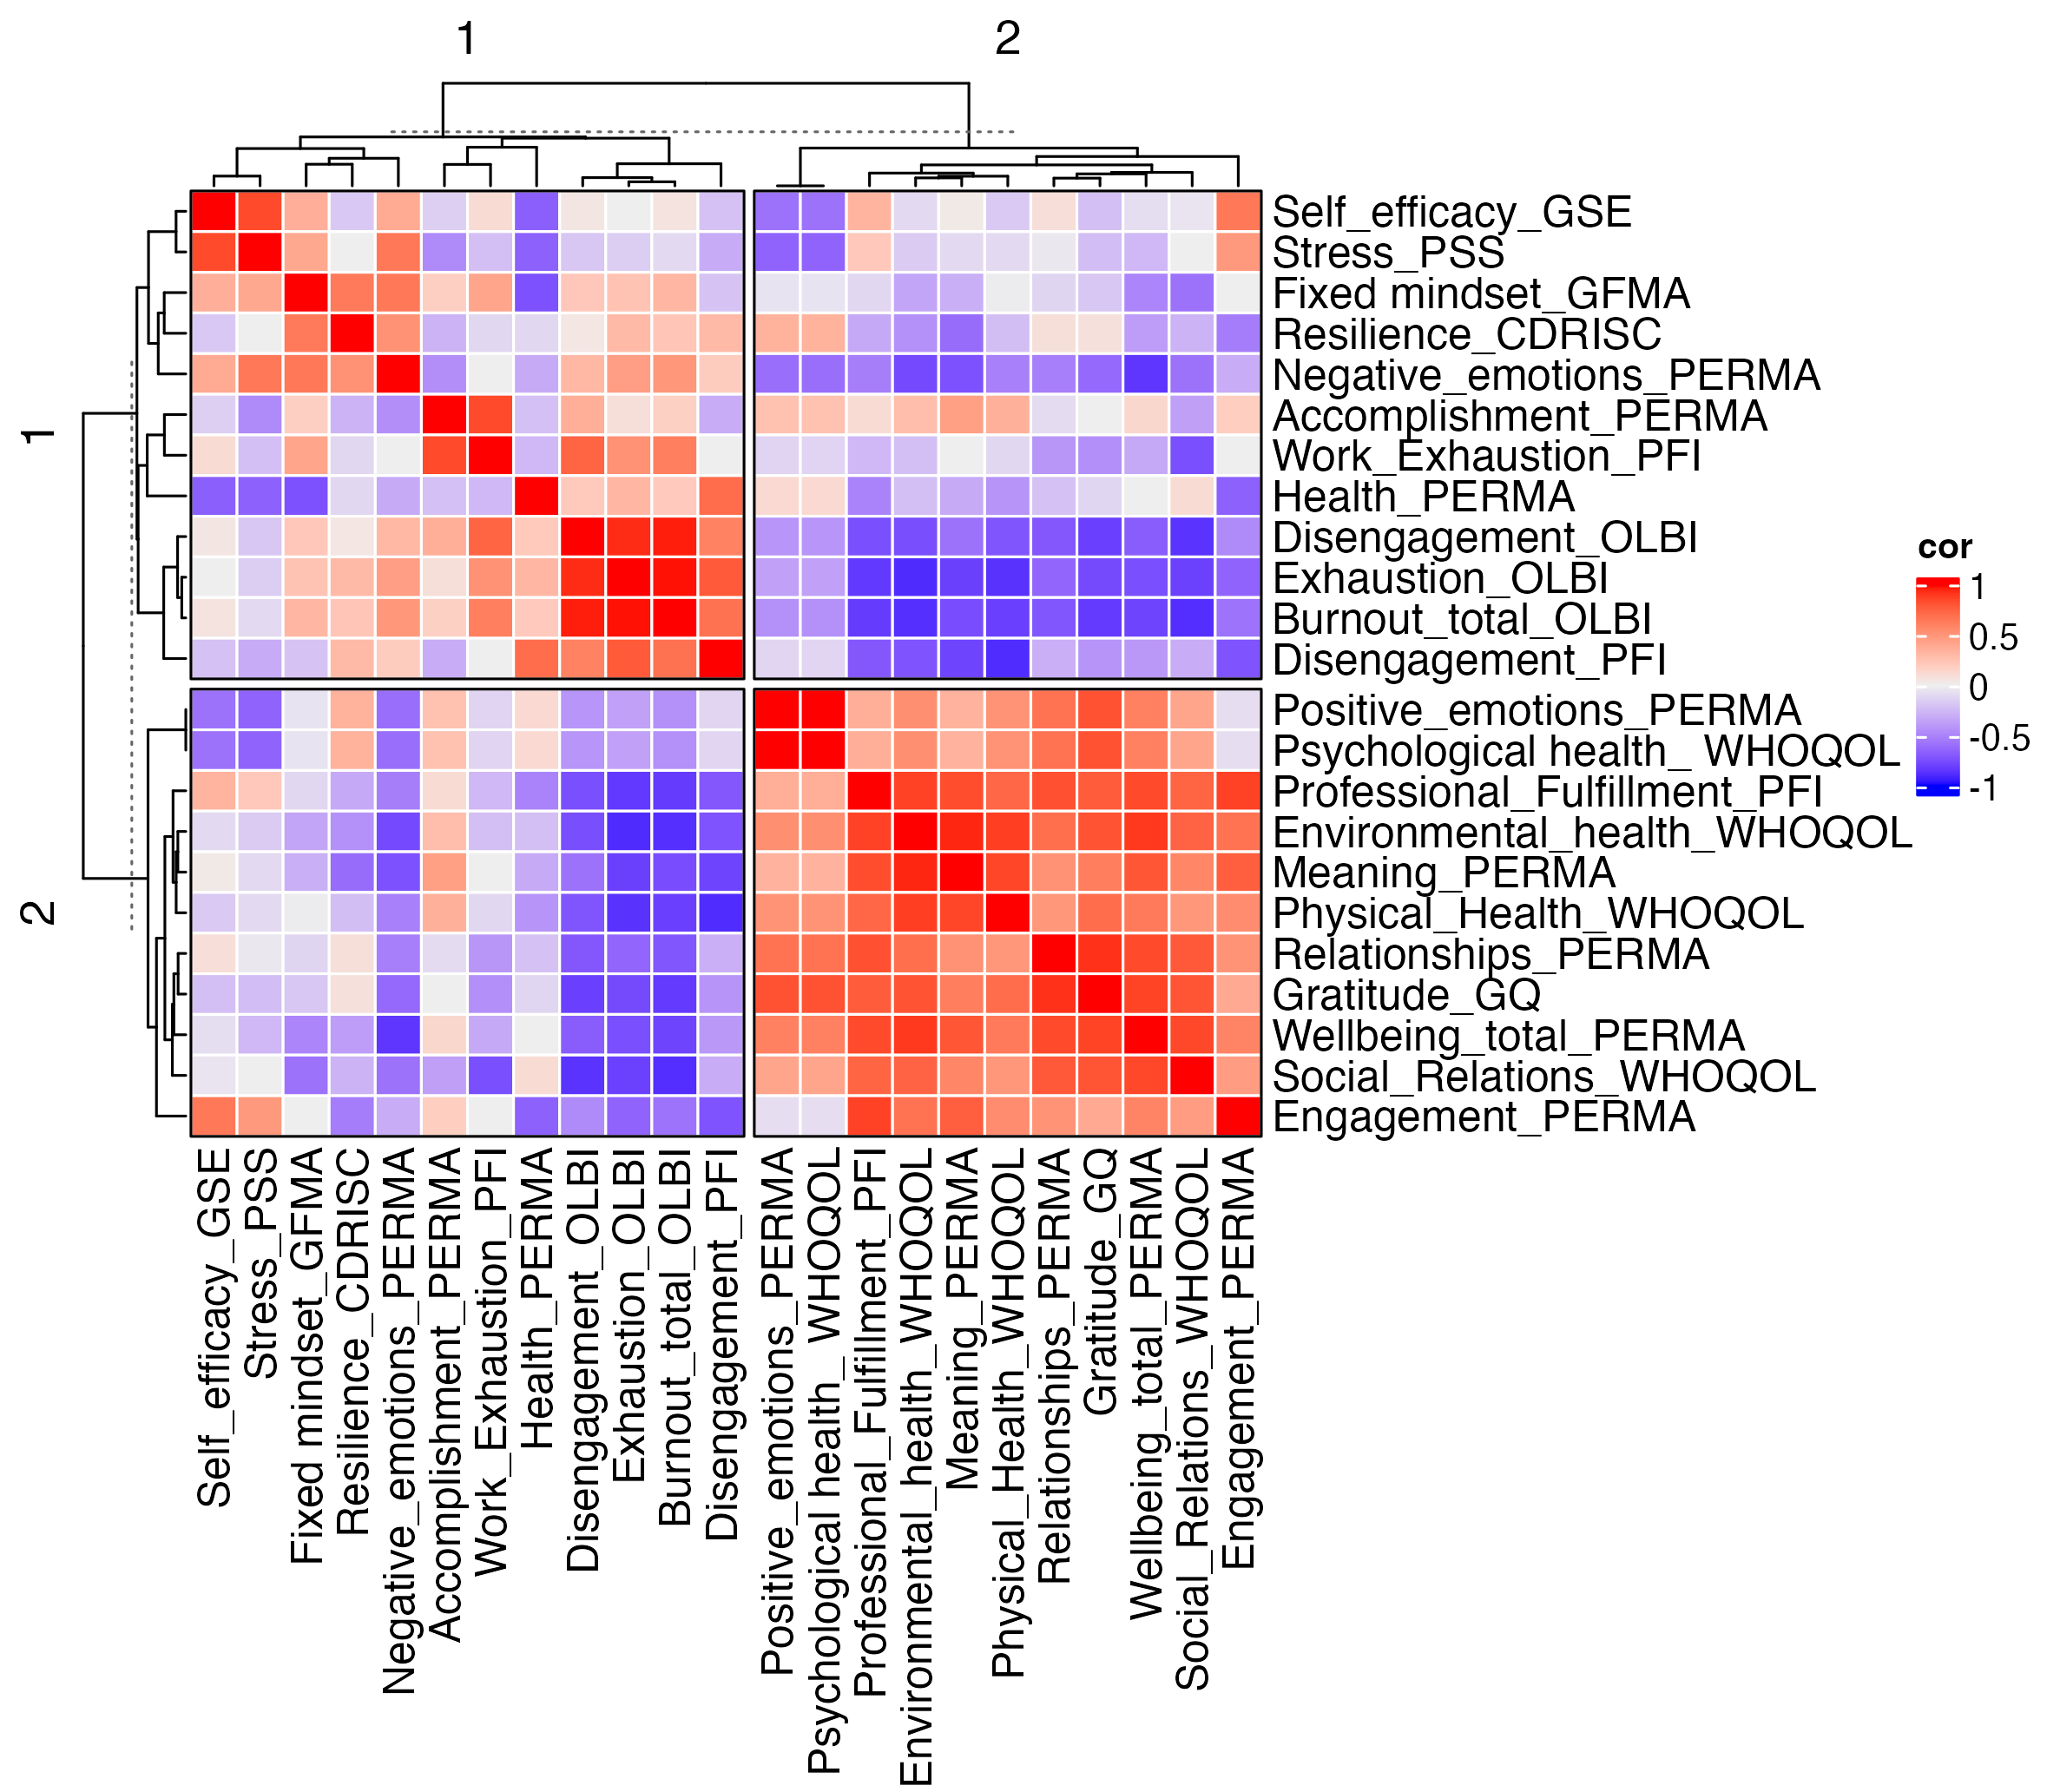 1 2
Self_efficacy_GSE
Stress_PSS
Fixed mindset_GFMA
Resilience_CDRISC
Negative_emotions_PERMA
Accomplishment_PERMA
Work_Exhaustion_PFI
Health_PERMA
Disengagement_OLBI
Exhaustion_OLBI
Burnout_total_OLBI
Disengagement_PFI
Positive_emotions_PERMA
Psychological health_ WHOQOL
Professional_Fulfillment_PFI
Environmental_health_WHOQOL
Meaning_PERMA
Physical_Health_WHOQOL
Relationships_PERMA
Gratitude_GQ
Wellbeing_total_PERMA
Social_Relations_WHOQOL
Engagement_PERMA
1
2
cor
1
0.5
0
-0.5
-1
Self_efficacy_GSE
Stress_PSS
Fixed mindset_GFMA
Resilience_CDRISC
Negative_emotions_PERMA
Accomplishment_PERMA
Work_Exhaustion_PFI
Health_PERMA
Disengagement_OLBI
Exhaustion_OLBI
Burnout_total_OLBI
Disengagement_PFI
Positive_emotions_PERMA
Psychological health_ WHOQOL
Professional_Fulfillment_PFI
Environmental_health_WHOQOL
Meaning_PERMA
Physical_Health_WHOQOL
Relationships_PERMA
Gratitude_GQ
Wellbeing_total_PERMA
Social_Relations_WHOQOL
Engagement_PERMA